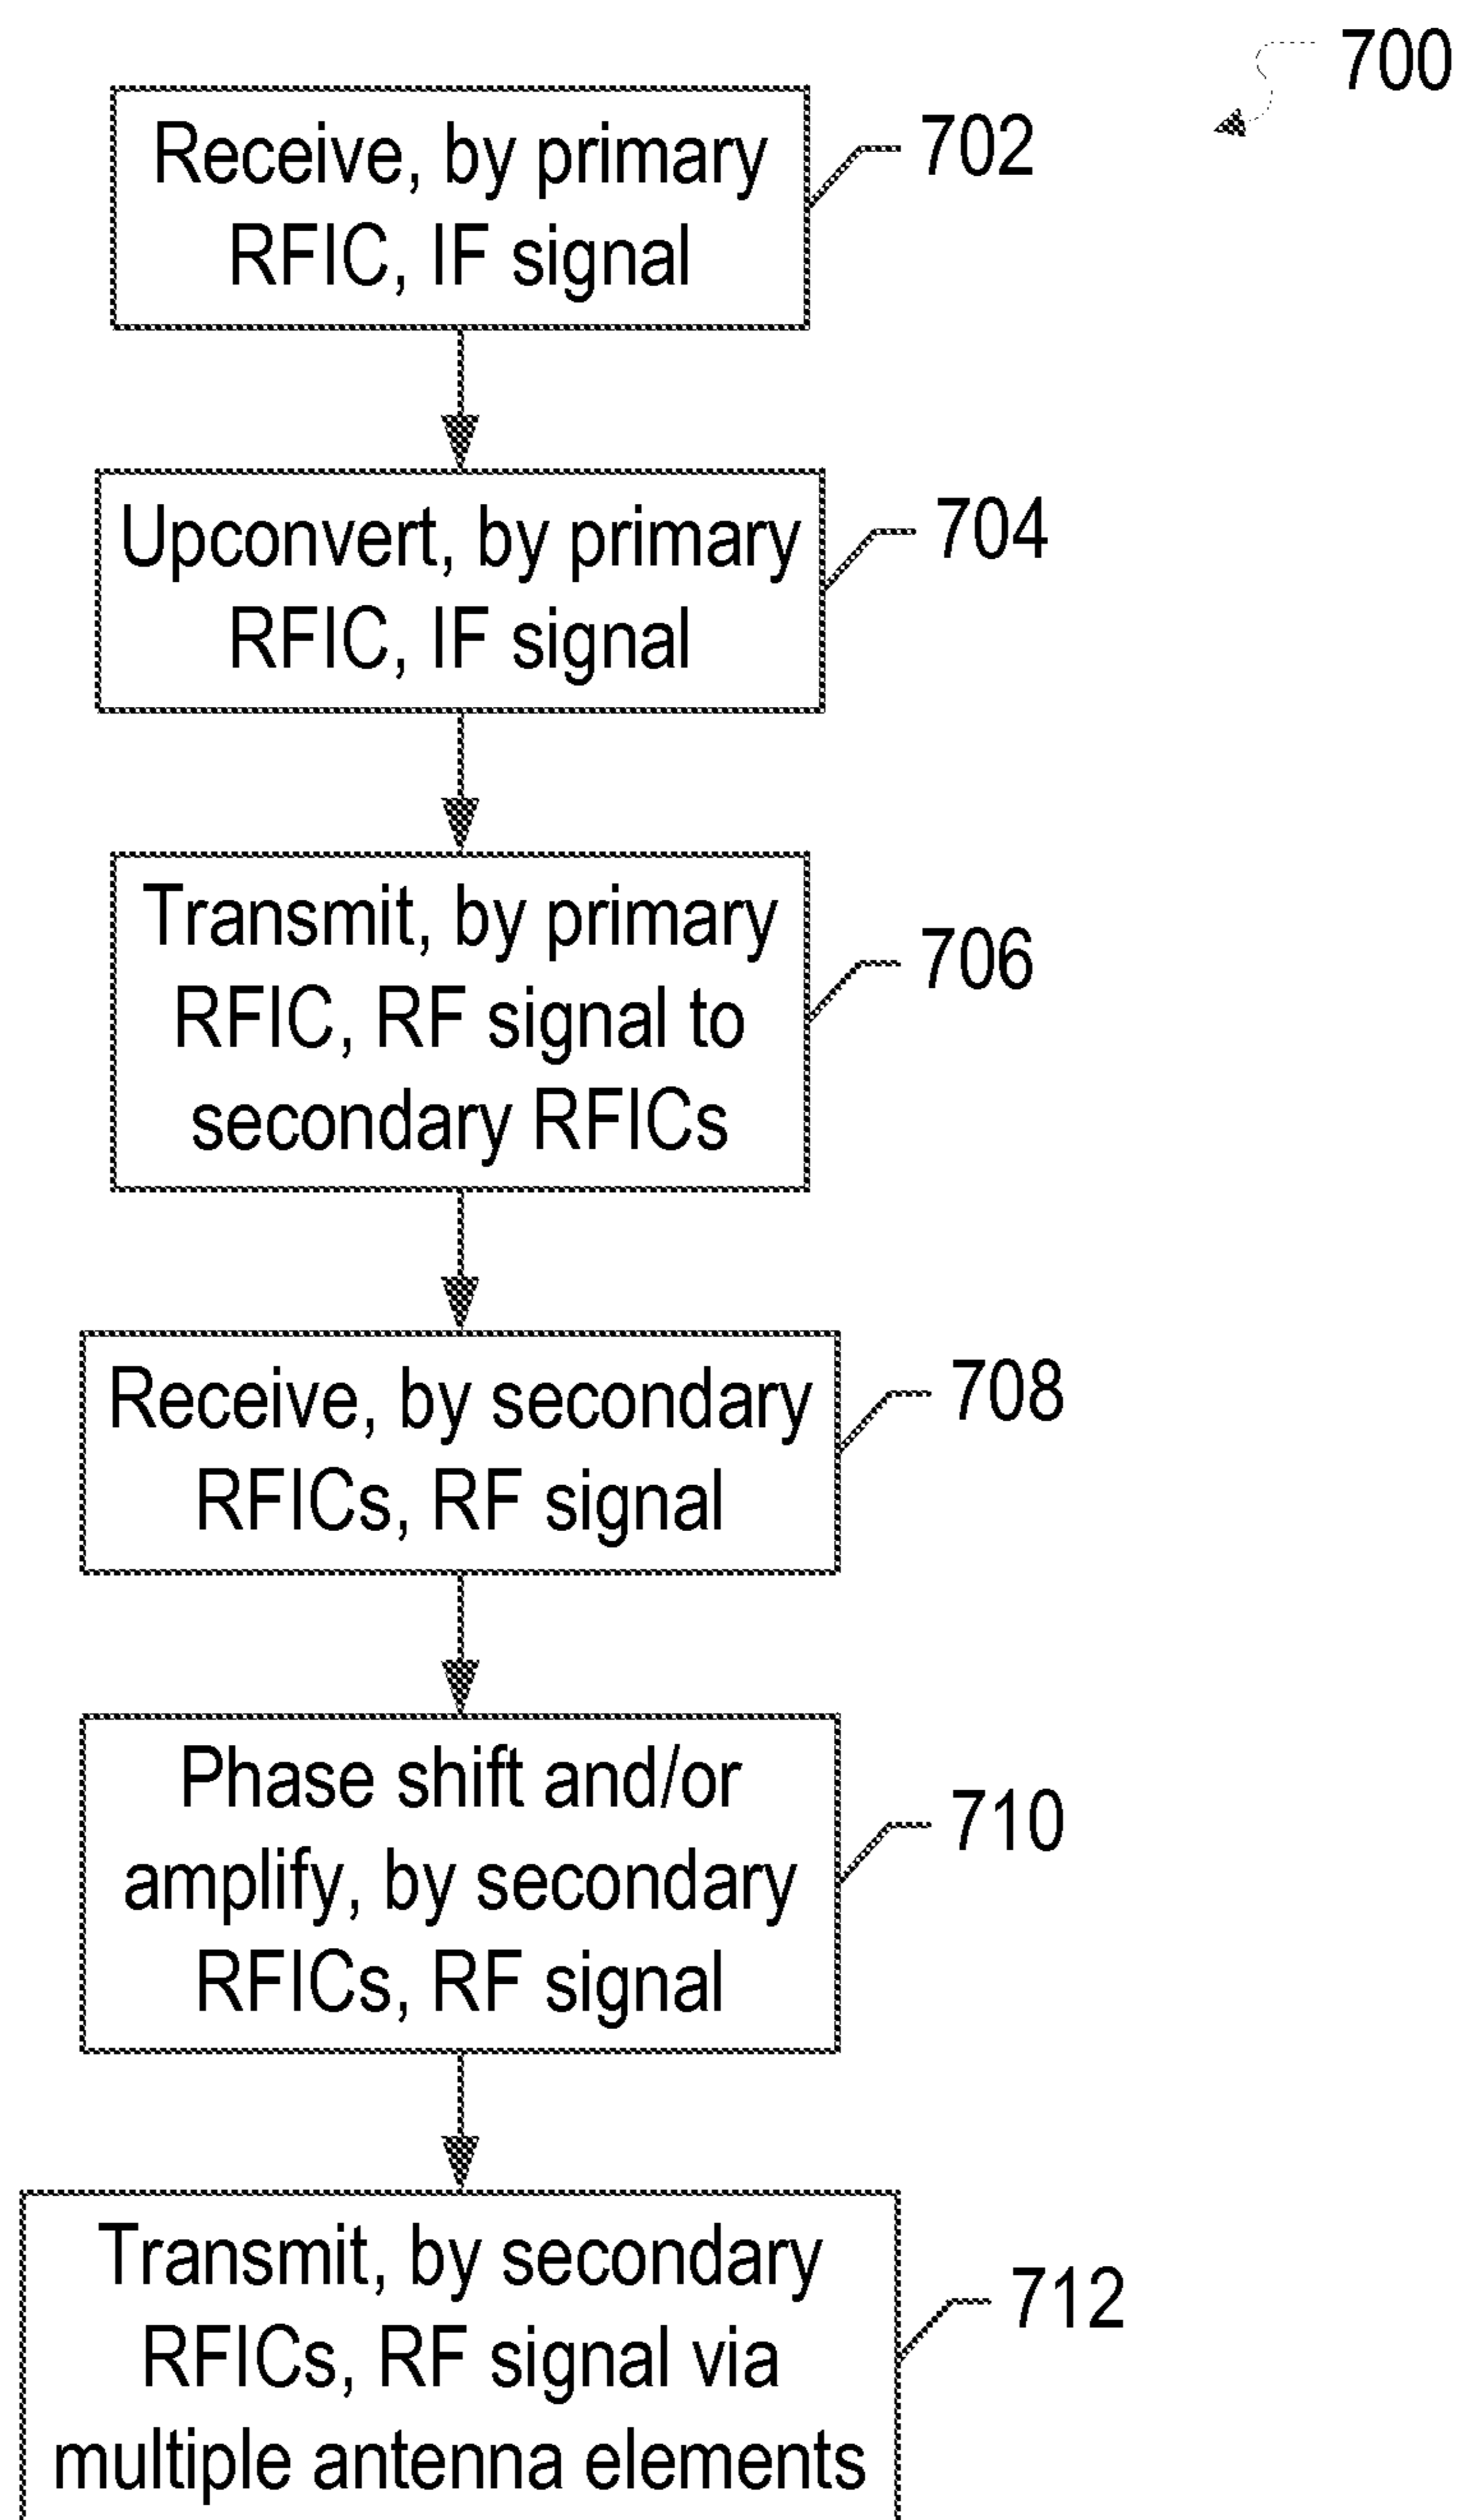 700
Receive, by primary
RFIC, IF signal
702
Upconvert, by primary
RFIC, IF signal
704
Transmit, by primary
RFIC, RF signal to
secondary RFICs
706
Receive, by secondary
RFICs, RF signal
708
Phase shift and/or
amplify, by secondary
RFICs, RF signal
710
Transmit, by secondary
RFICs, RF signal via
multiple antenna elements
712